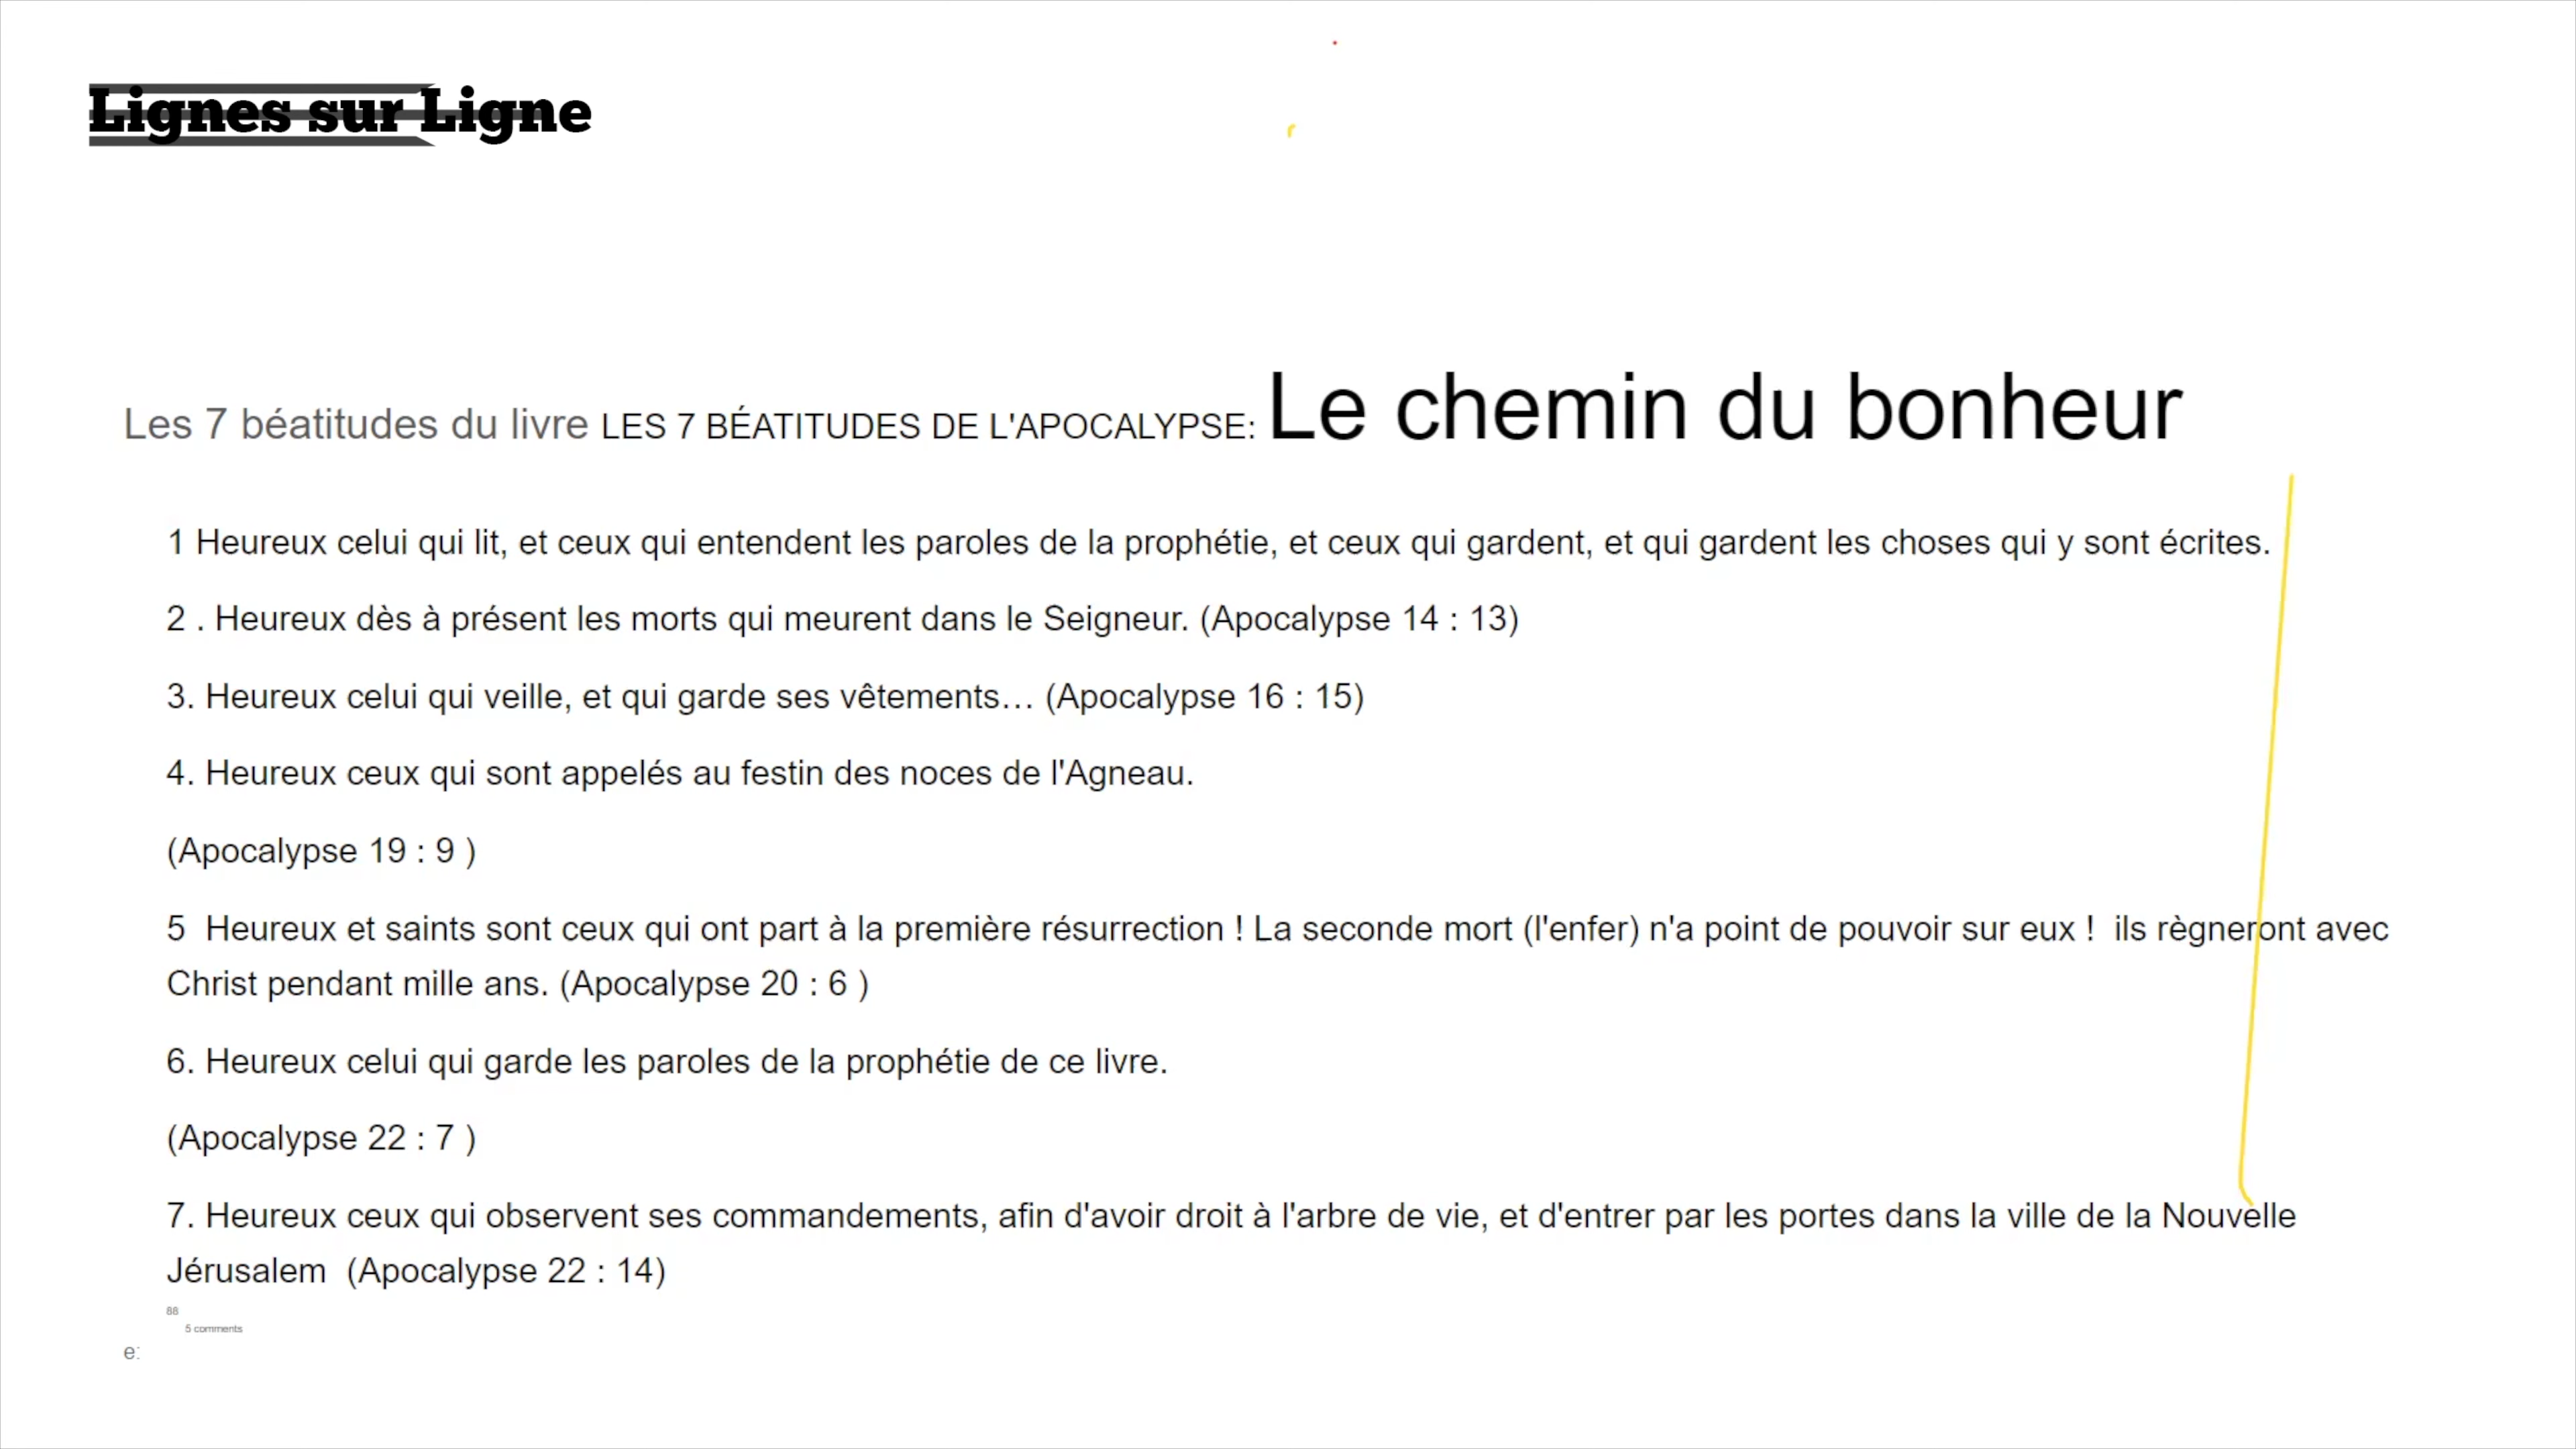 Lignes sur Ligne
Les 7 béatitudes du livre LES 7 BÉATITUDES DE L'APOCALYPSE: Le chemin du bonheur
1 Heureux celui qui lit, et ceux qui entendent les paroles de la prophétie, et ceux qui gardent, et qui gardent les choses qui y sont écrites.
2 . Heureux dès à présent les morts qui meurent dans le Seigneur. (Apocalypse 14 : 13)
3. Heureux celui qui veille, et qui garde ses vêtements… (Apocalypse 16 : 15)
4. Heureux ceux qui sont appelés au festin des noces de l'Agneau.
(Apocalypse 19 : 9 )
5  Heureux et saints sont ceux qui ont part à la première résurrection ! La seconde mort (l'enfer) n'a point de pouvoir sur eux !  ils règneront avec
Christ pendant mille ans. (Apocalypse 20 : 6 )
6. Heureux celui qui garde les paroles de la prophétie de ce livre.
(Apocalypse 22 : 7 )
7. Heureux ceux qui observent ses commandements, afin d'avoir droit à l'arbre de vie, et d'entrer par les portes dans la ville de la Nouvelle
Jérusalem  (Apocalypse 22 : 14)
88
5 comments
e: